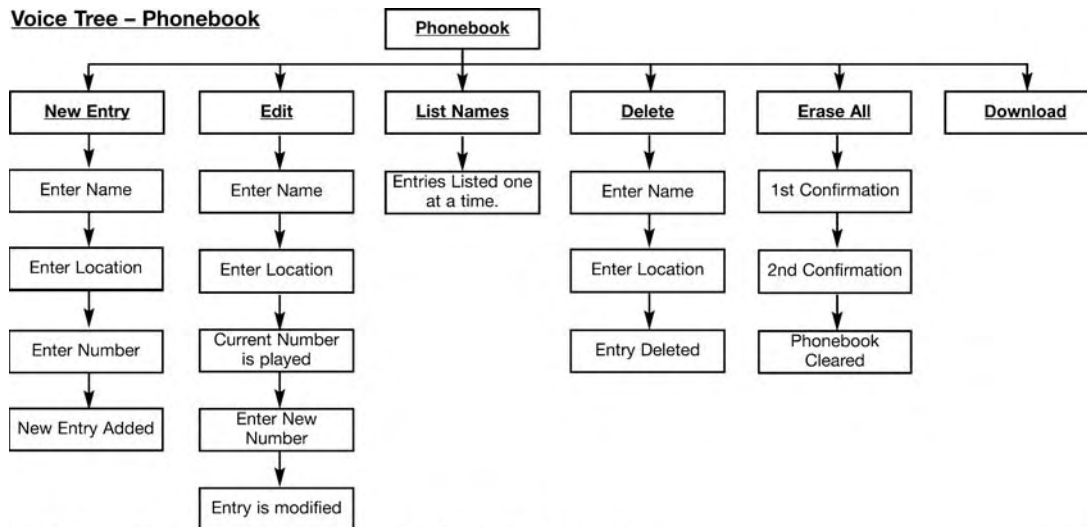 Voice Tree – Phonebook
Phonebook
New Entry
Edit
List Names
Delete
Erase All
Download
Enter Name
Enter Name
Entries Listed one
at a time.
Enter Name
1st Confirmation
Enter Location
Enter Location
Enter Location
2nd Confirmation
Enter Number
Current Number
is played
Entry Deleted
Phonebook
Cleared
New Entry Added
Enter New
Number
Entry is modified